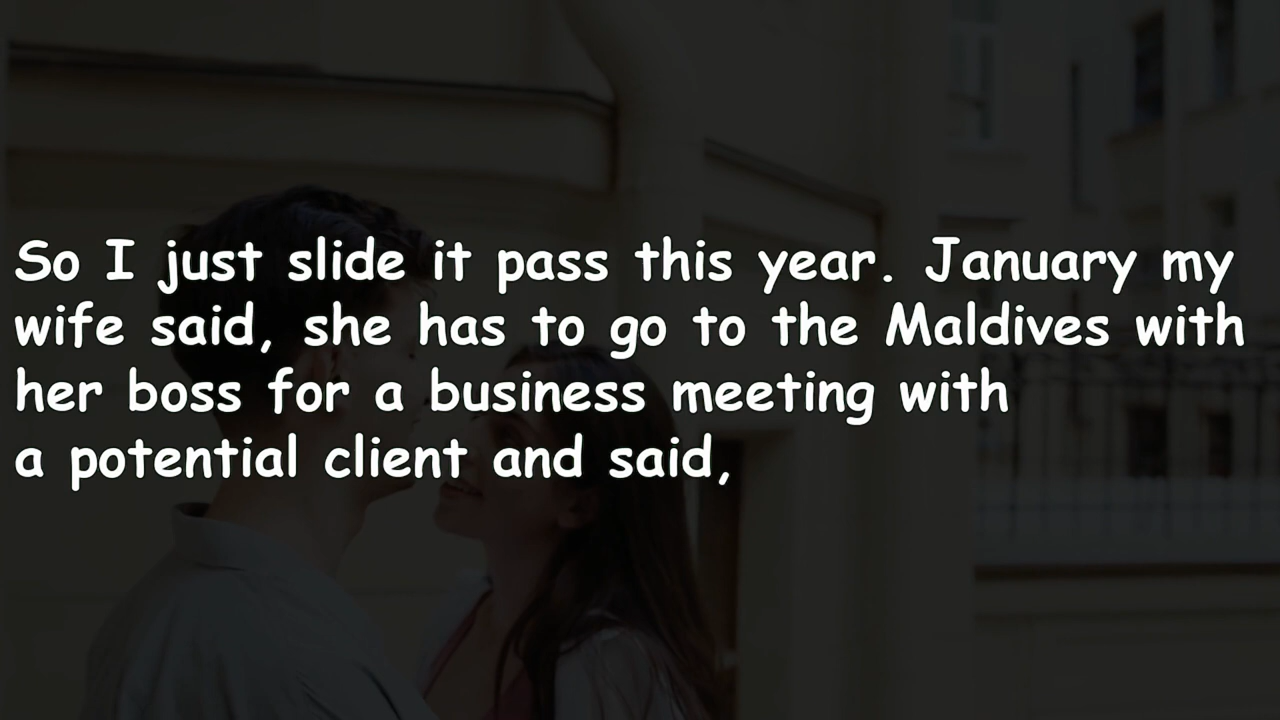 So I just slide it pass this year. January my
wife said, she has to go to the Maldives with
her boss for a business meeting with
a potential client and said,